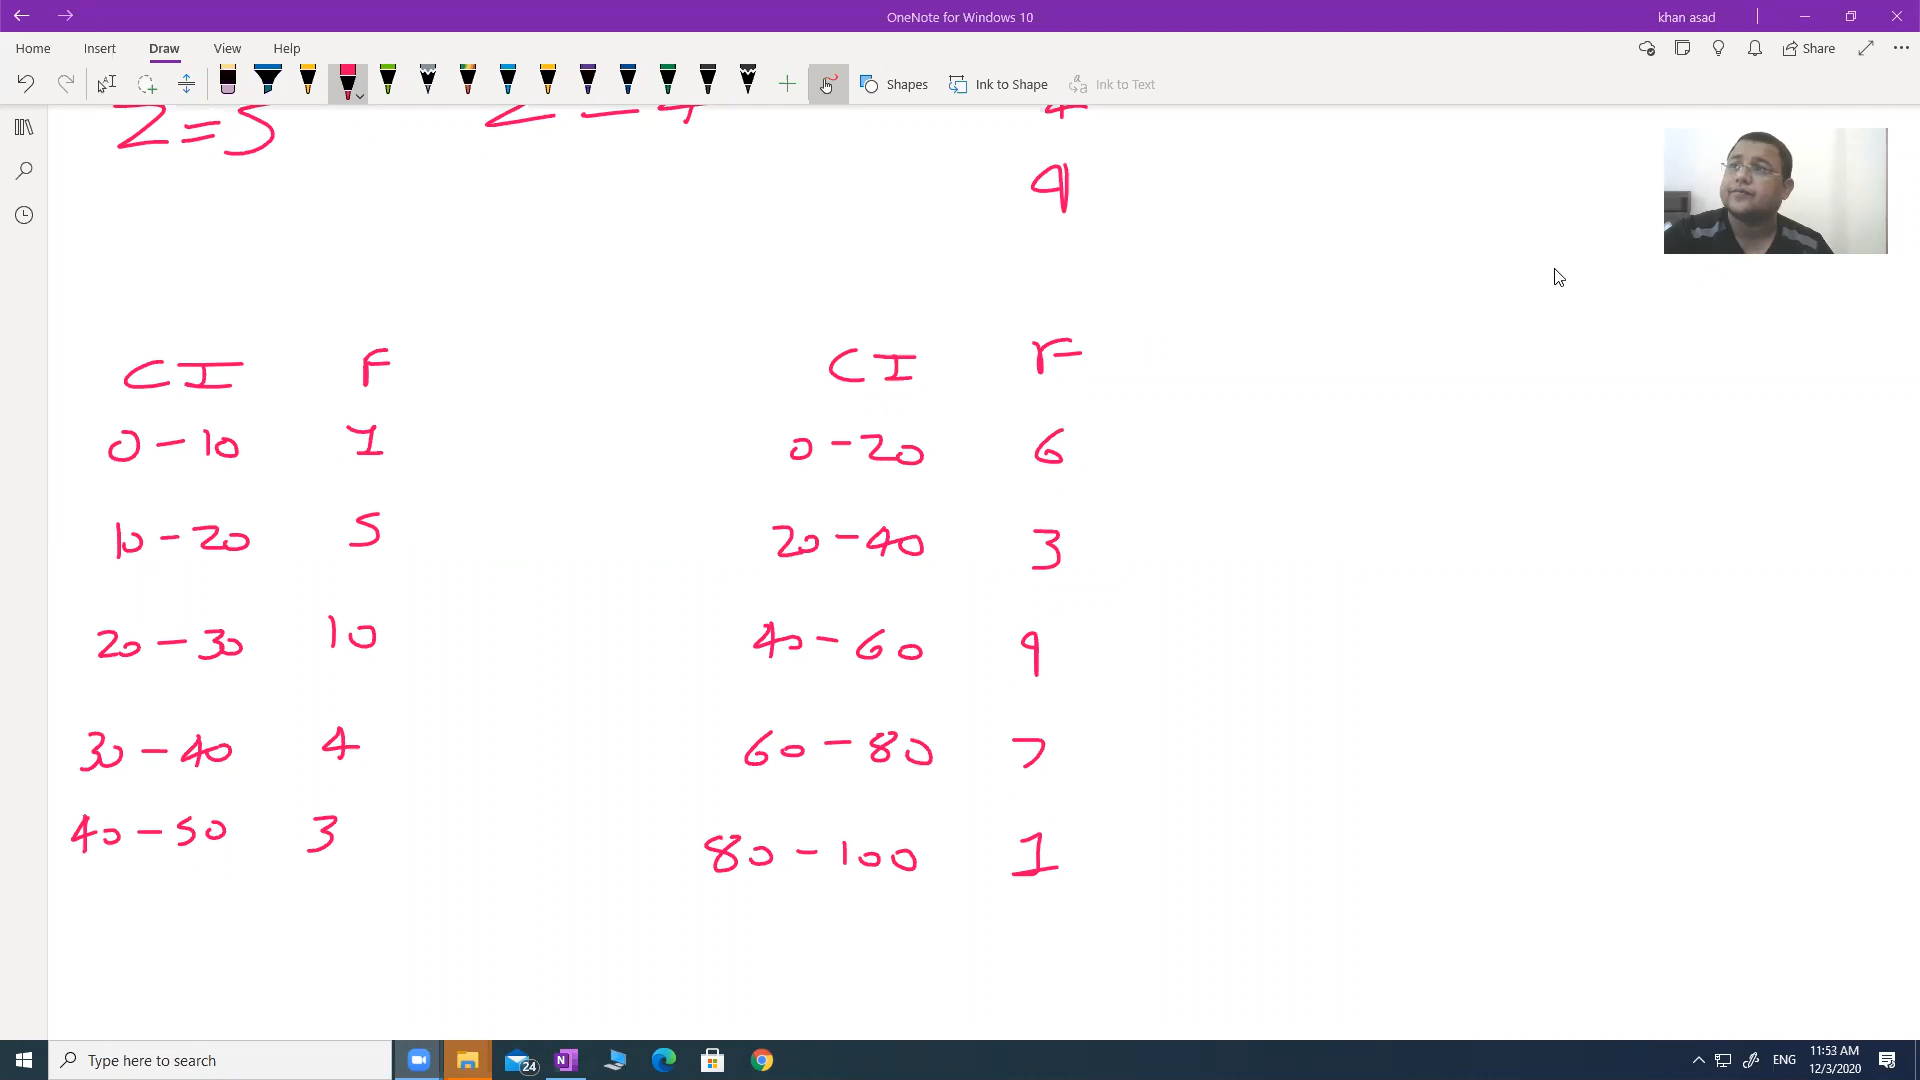 OneNote for Windows 10
khan asad
Home Insert Draw View Help
Share
Shapes Ink to Shape Ink to Text
Z=5
9
CI F
0-10 1
10-20 5
20-30 10
30-40 4
40-50 3
CI F
0-20 6
20-40 3
40-60 9
60-80 7
80-100 1
Type here to search
24
ENG
11:53 AM
12/3/2020